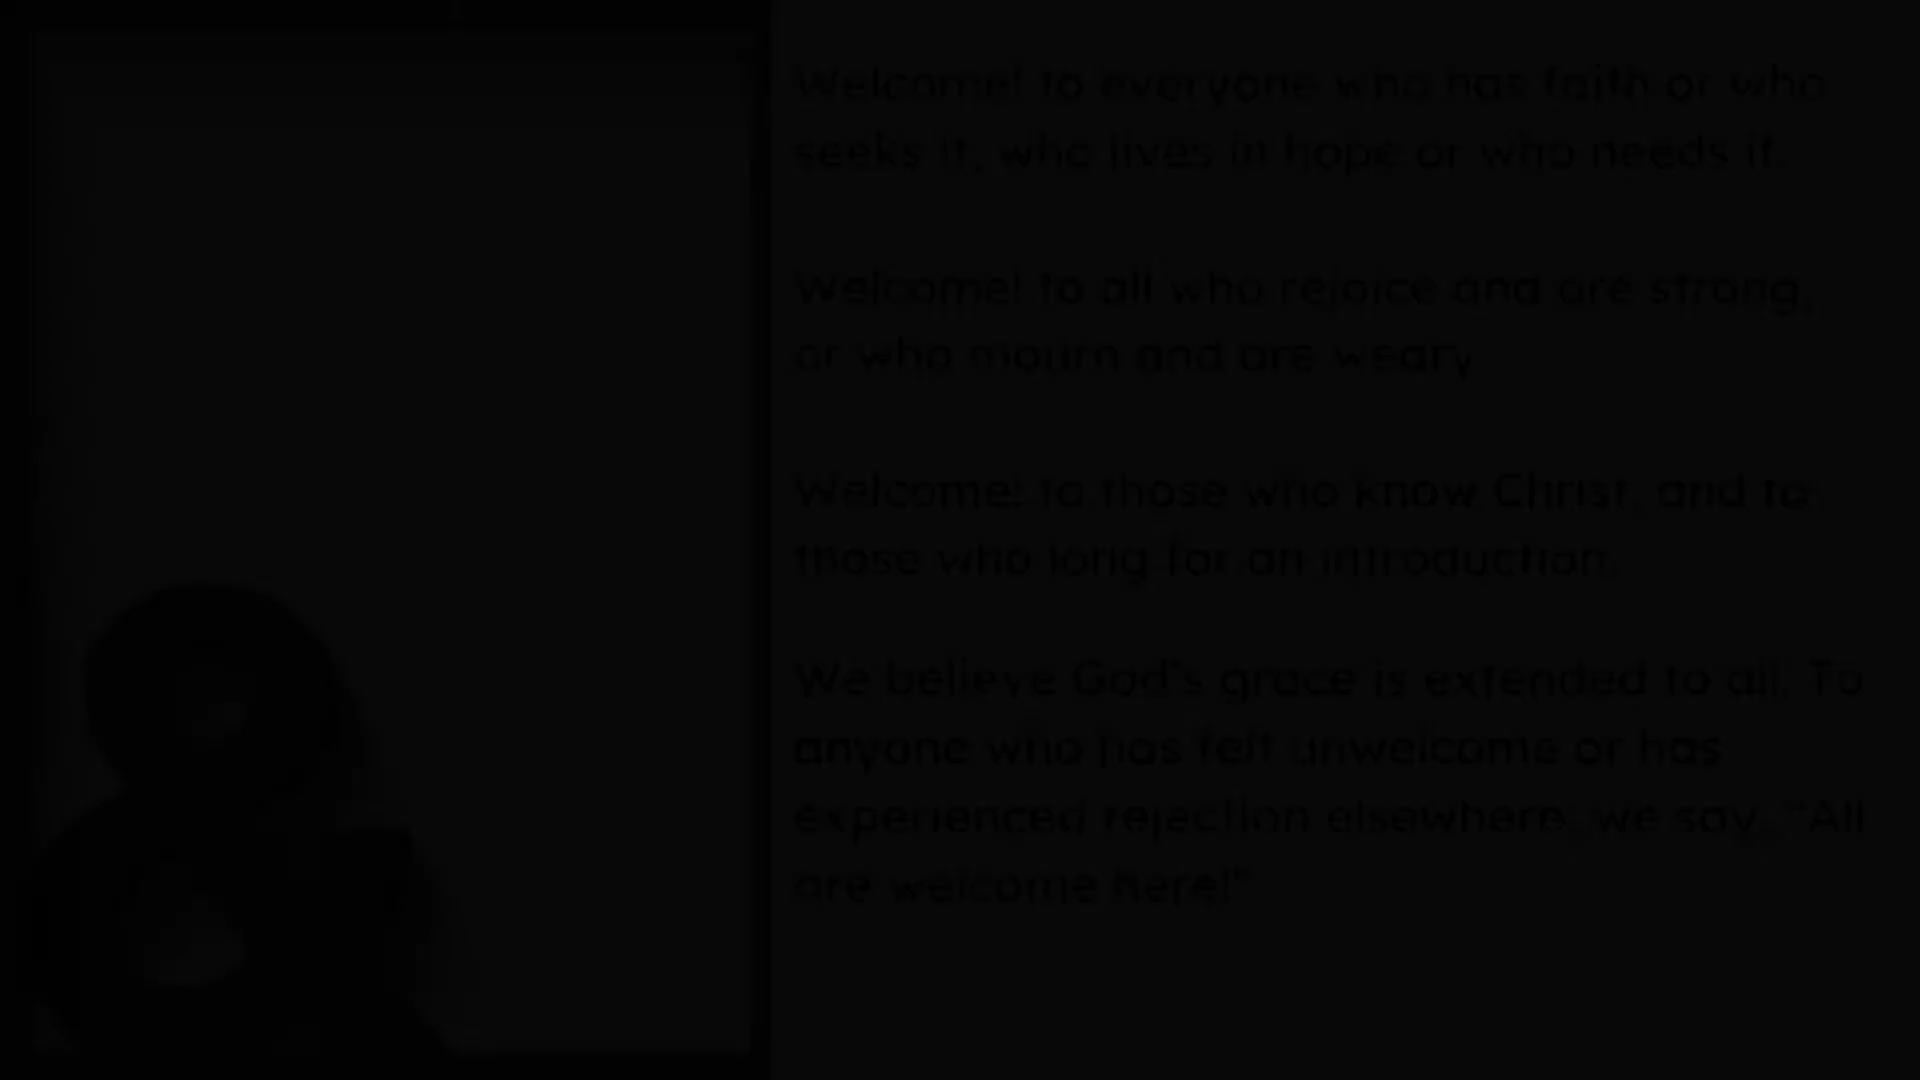 Welcome! to everyone who has faith or who
seeks it, who lives in hope or who needs it.
Welcome! to all who rejoice and are strong,
or who mourn and are weary
Welcome! to those who know Christ, and to
those who long for an introduction.
We believe God's grace is extended to all. To
anyone who has felt unwelcome or has
experienced rejection elsewhere, we say, "All
are welcome here!"